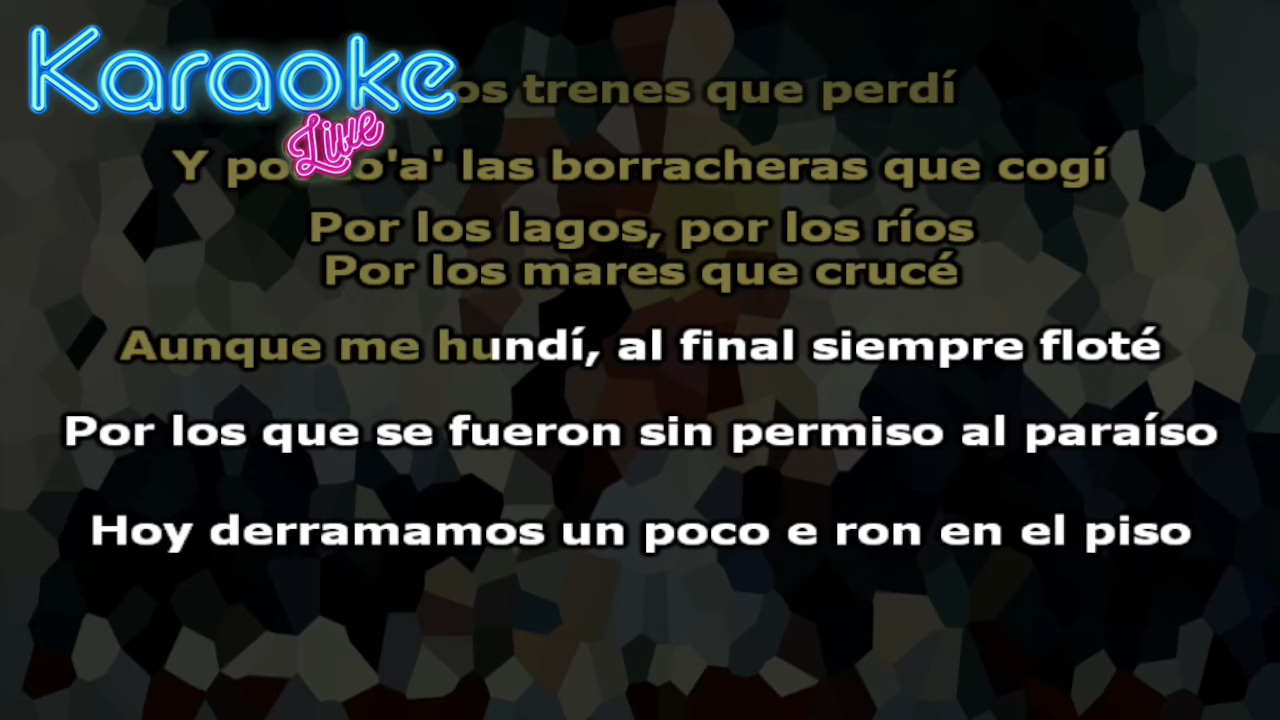 Karaoke
Live
os trenes que perdí
Y po o'a' las borracheras que cogí
Por los lagos, por los ríos
Por los mares que crucé
Aunque me hundí, al final siempre floté
Por los que se fueron sin permiso al paraíso
Hoy derramamos un poco e ron en el piso